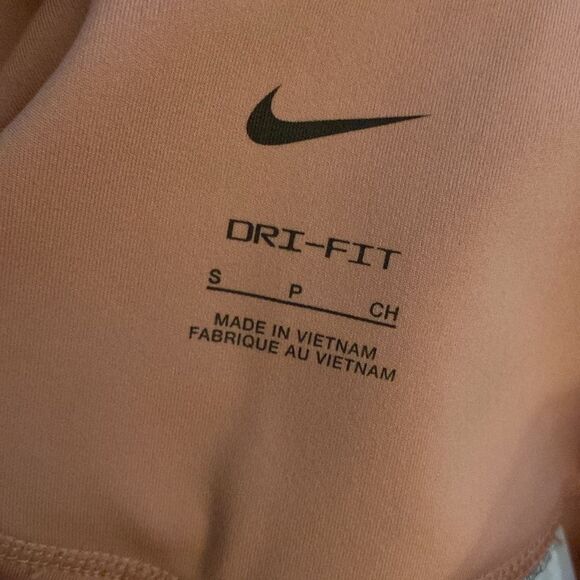 DRI-FIT
S P CH
MADE IN VIETNAM
FABRIQUE AU VIETNAM